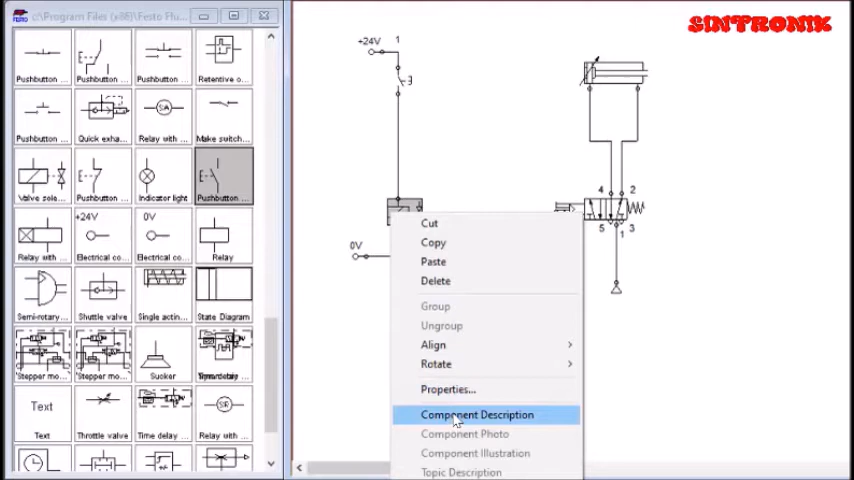 FESTO c:\Program Files (x86)\Festo Flu...
SINTRONIK
Pushbutton ... Pushbutton ... Pushbutton ... Retentive o...
Pushbutton ... Quick exha... Relay with ... Make switch...
Valve sole... Pushbutton ... Indicator light Pushbutton ...
+24V 0V
Relay with ... Electrical co... Electrical co... Relay
Semi-rotary... Shuttle valve Single actin... State Diagram
Stepper mo... Stepper mo... Sucker
Text
Text Throttle valve Time delay ... Relay with ...
+24V 1
4 2
5 1 3
0V
Cut
Copy
Paste
Delete
Group
Ungroup
Align
Rotate
Properties...
Component Description
Component Photo
Component Illustration
Topic Description